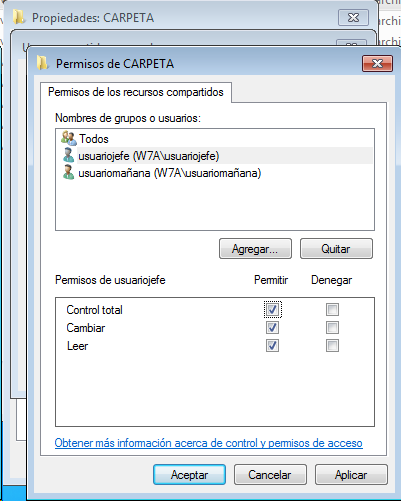 Propiedades: CARPETA
Permisos de CARPETA
Permisos de los recursos compartidos
Nombres de grupos o usuarios:
Todos
usuariojefe (W7A\usuariojefe)
usuariomañana (W7A\usuariomañana)
Agregar...
Quitar
Permisos de usuariojefe Permitir Denegar
Control total
Cambiar
Leer
Obtener más información acerca de control y permisos de acceso
Aceptar
Cancelar
Aplicar